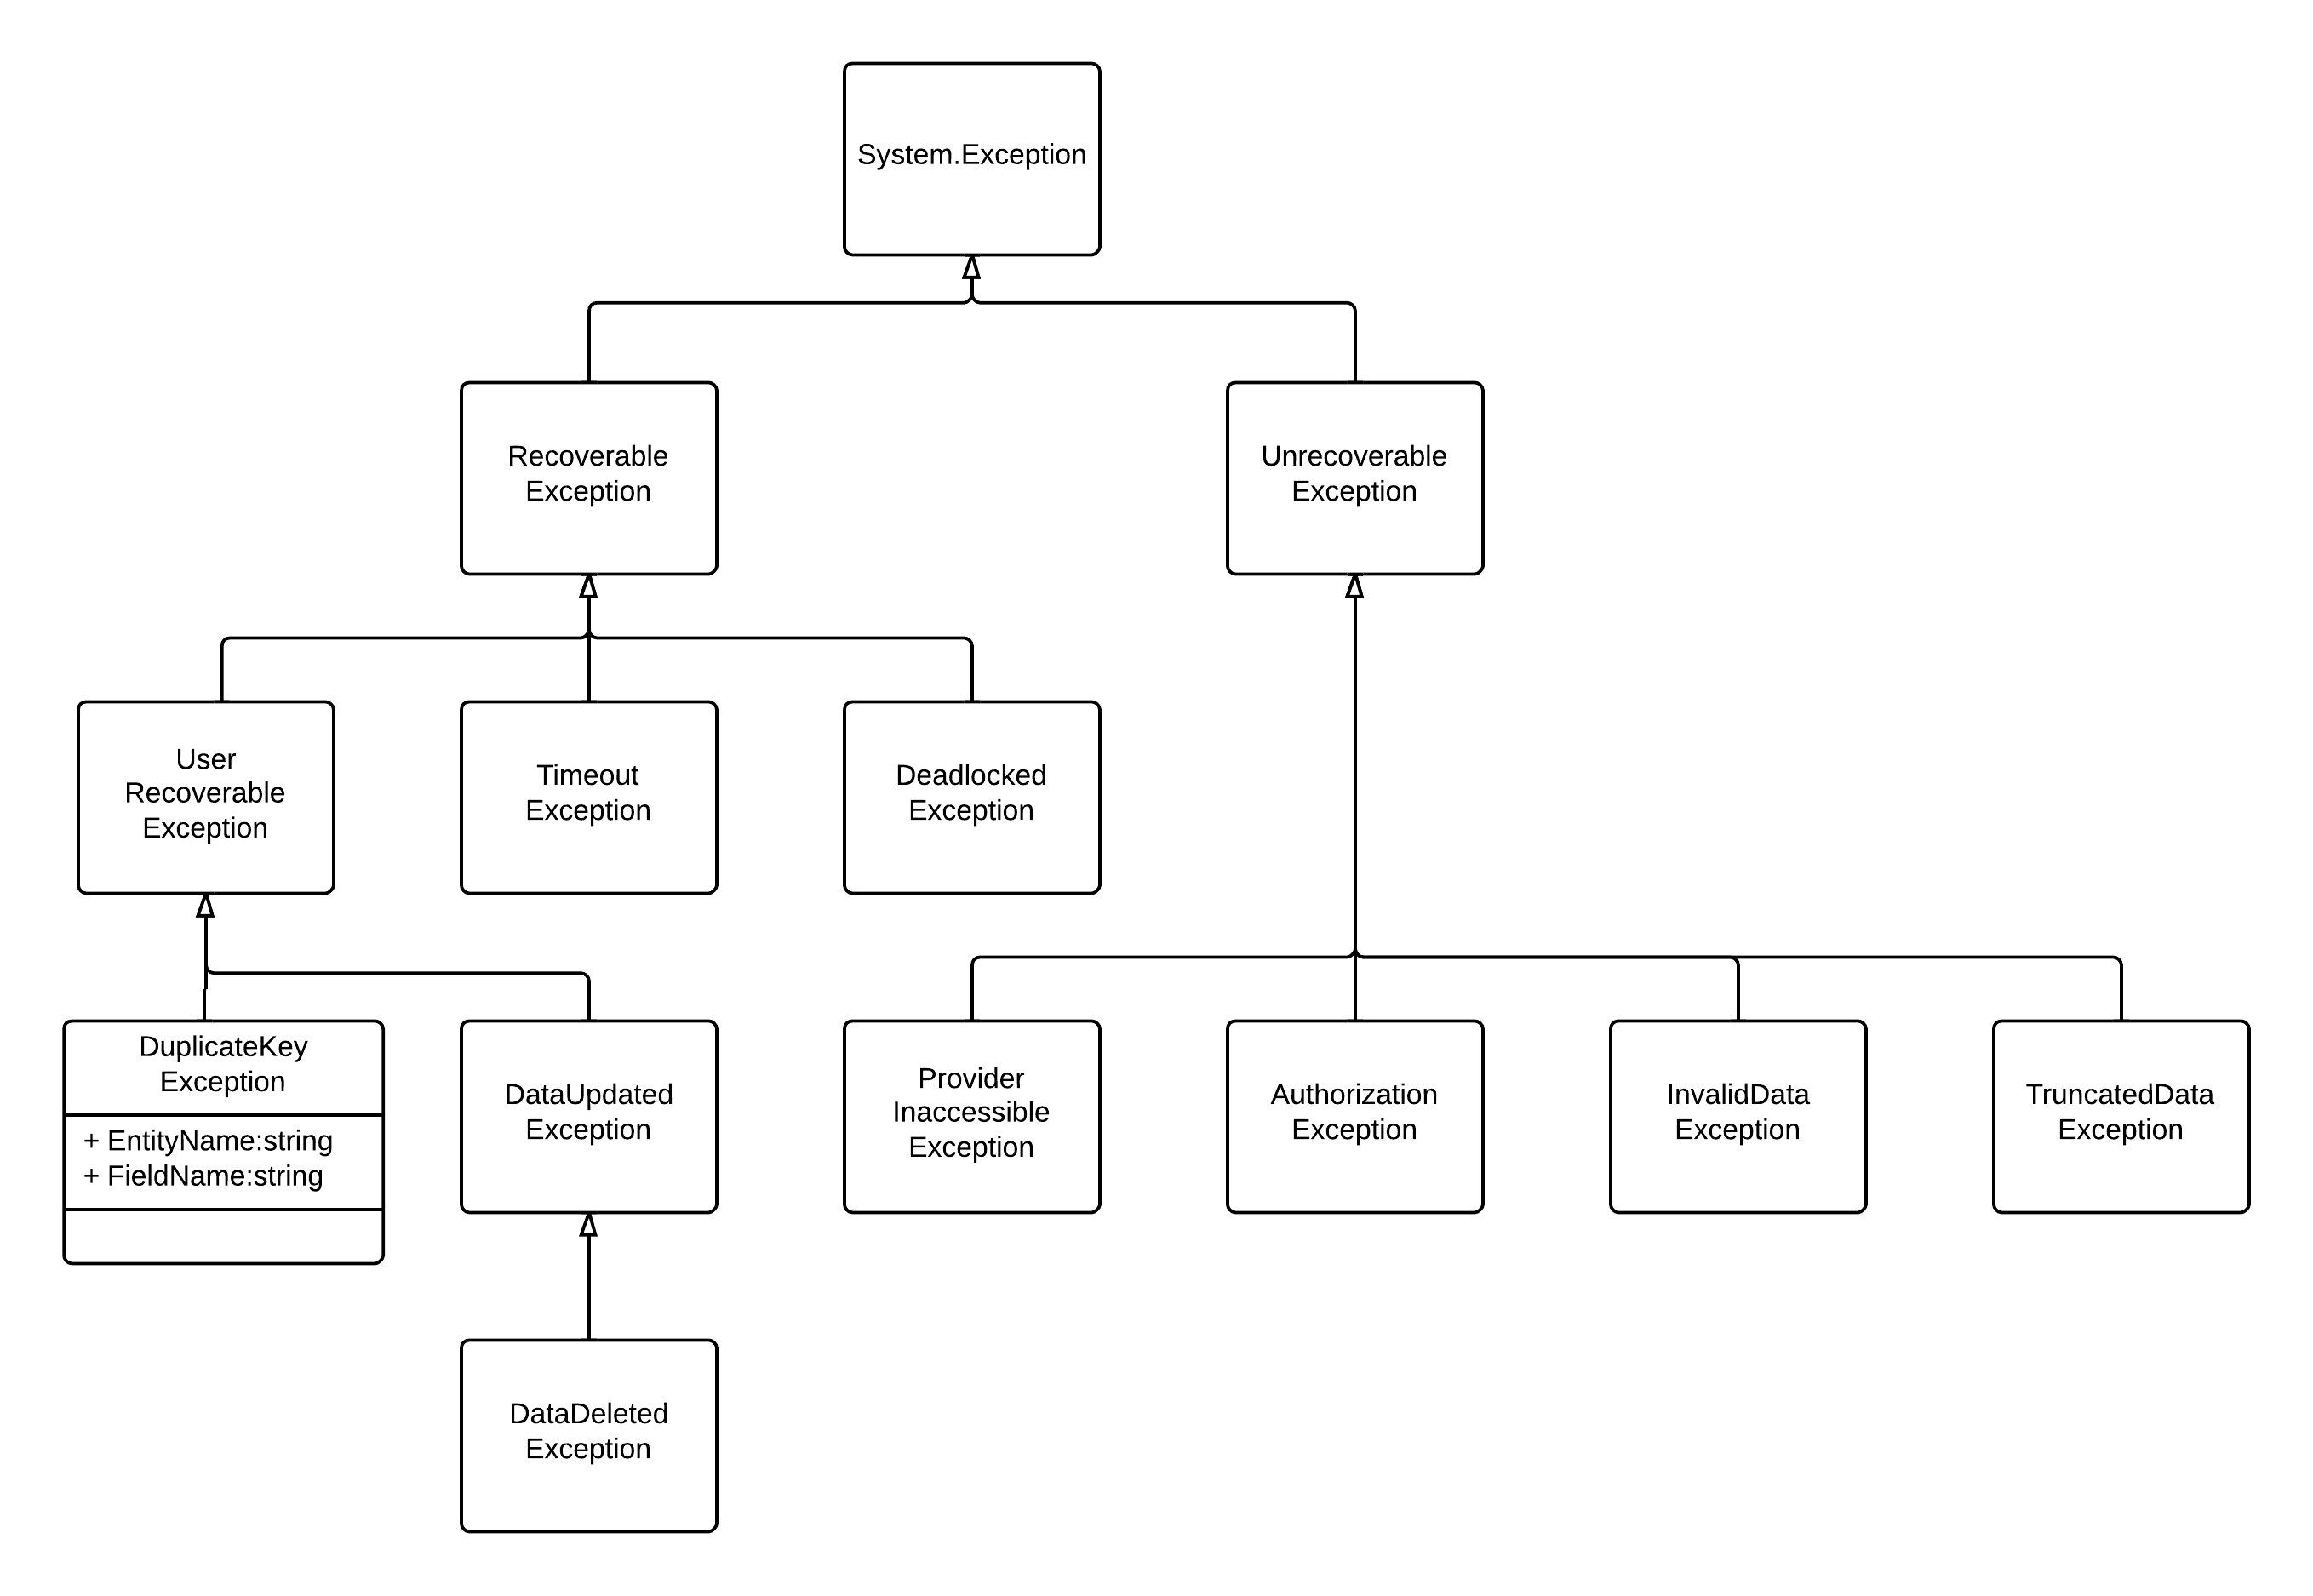 System.Exception
Recoverable
Exception
Unrecoverable
Exception
User
Recoverable
Exception
Timeout
Exception
Deadlocked
Exception
DuplicateKey
Exception
+ EntityName:string
+ FieldName:string
DataUpdated
Exception
Provider
Inaccessible
Exception
Authorization
Exception
InvalidData
Exception
TruncatedData
Exception
DataDeleted
Exception